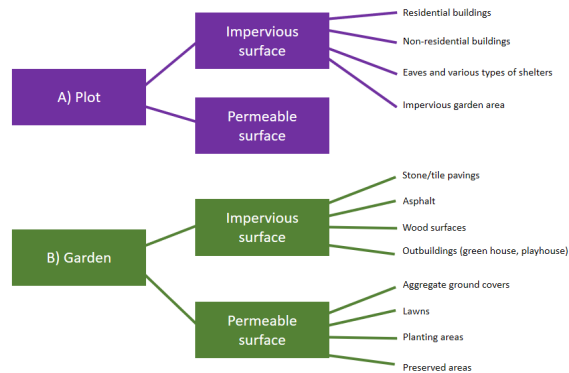 A) Plot
Impervious
surface
Residential buildings
Non-residential buildings
Eaves and various types of shelters
Impervious garden area
Permeable
surface
B) Garden
Impervious
surface
Stone/tile pavings
Asphalt
Wood surfaces
Outbuildings (green house, playhouse)
Permeable
surface
Aggregate ground covers
Lawns
Planting areas
Preserved areas